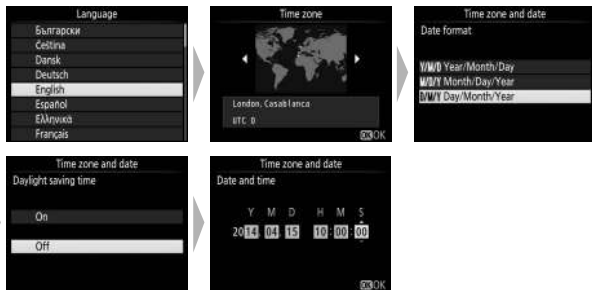 Language
Български
Čeština
Dansk
Deutsch
English
Español
Ελληνικά
Français
Time zone
London, Casablanca
UTC 0
OK OK
Time zone and date
Date format
Y/M/D Year/Month/Day
M/D/Y Month/Day/Year
D/M/Y Day/Month/Year
Time zone and date
Daylight saving time
On
Off
Time zone and date
Date and time
Y M D H M S
2014. 04. 15 10:00:00
OK OK